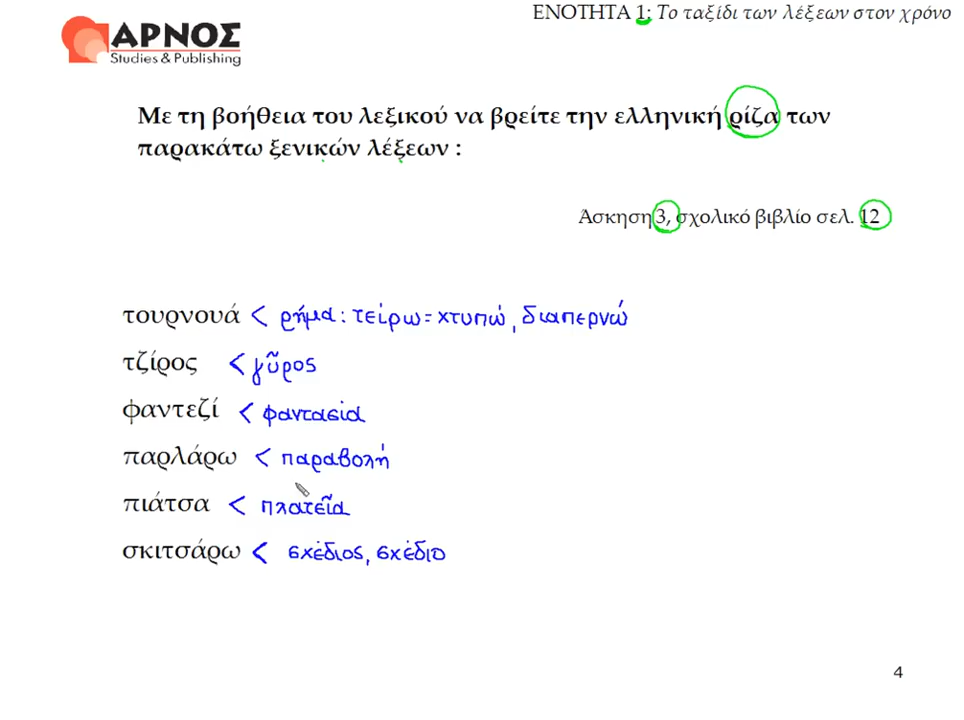 ΕΝΟΤΗΤΑ 1: Το ταξίδι των λέξεων στον χρόνο
ΑΡΝΟΣ
Studies & Publishing
Με τη βοήθεια του λεξικού να βρείτε την ελληνική ρίζα των
παρακάτω ξενικών λέξεων :
Άσκηση 3, σχολικό βιβλίο σελ. 12
τουρνουά < ρήμα: τείρω = χτυπώ, διαπερνώ
τζίρος < γῦρος
φαντεζί < φαντασία
παρλάρω < παραβολή
πιάτσα < πλατεῖα
σκιτσάρω < σχέδιος, σχέδιο
4